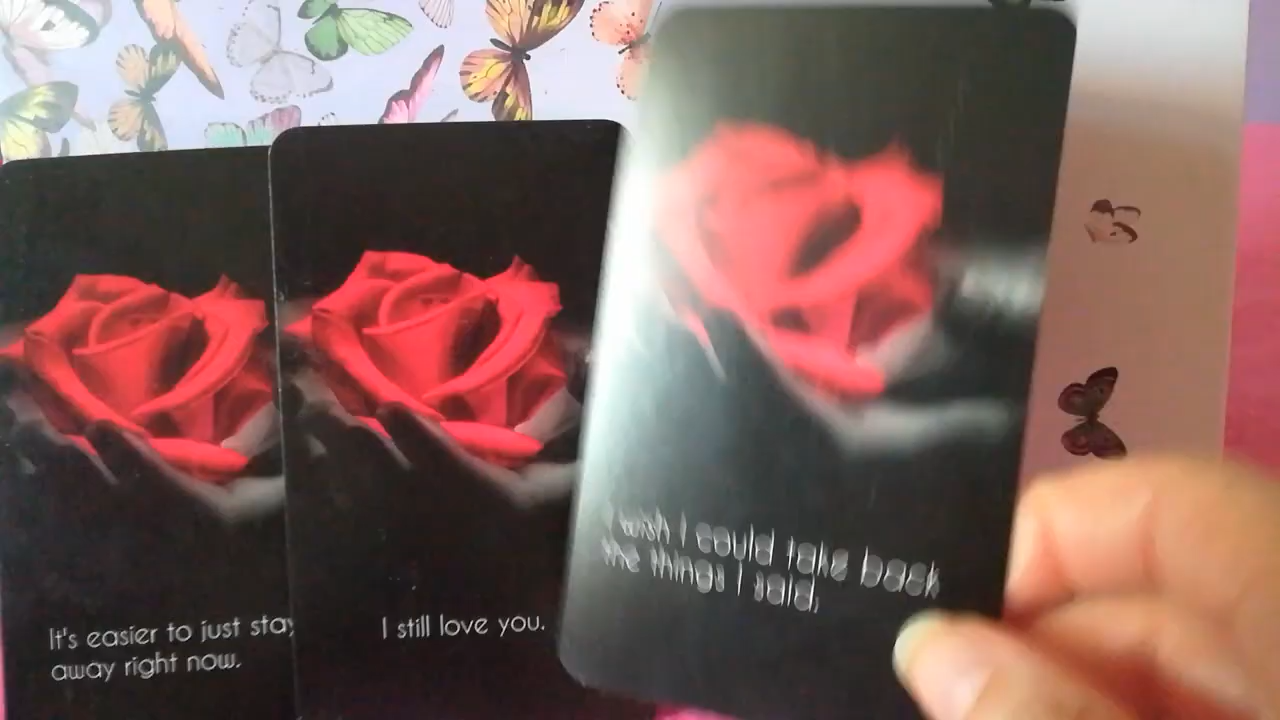 It's easier to just stay
away right now.
I still love you.
I wish I could take back
the things I said,